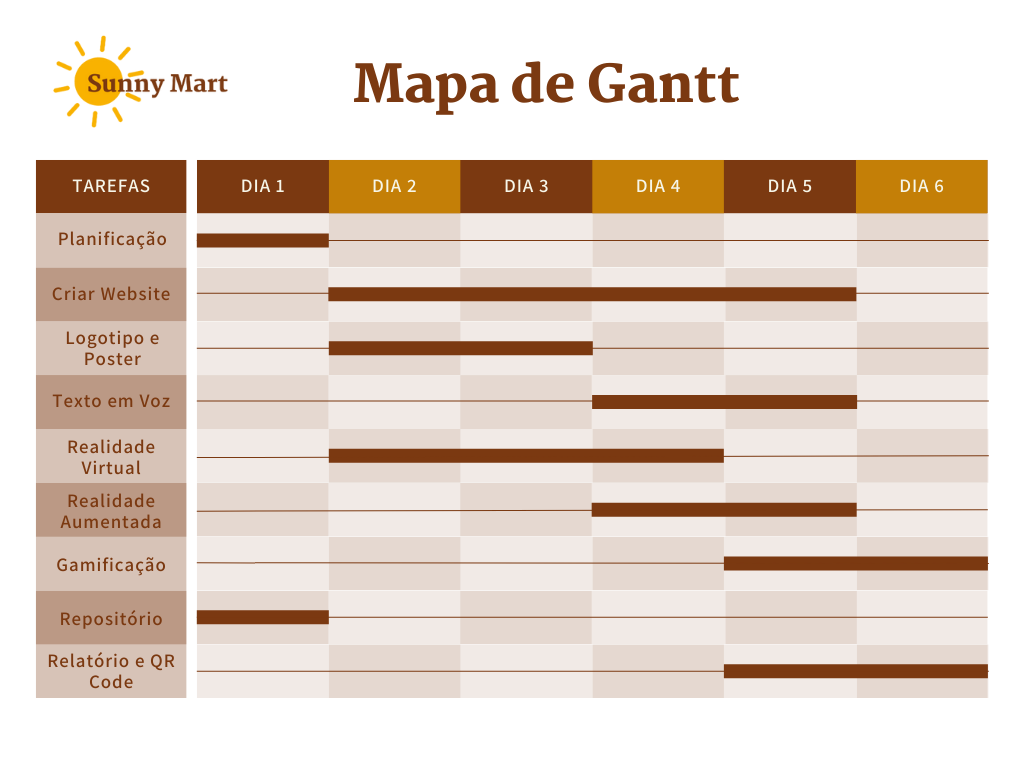 Sunny Mart
Mapa de Gantt
TAREFAS DIA 1 DIA 2 DIA 3 DIA 4 DIA 5 DIA 6
Planificação
Criar Website
Logotipo e
Poster
Texto em Voz
Realidade
Virtual
Realidade
Aumentada
Gamificação
Repositório
Relatório e QR
Code